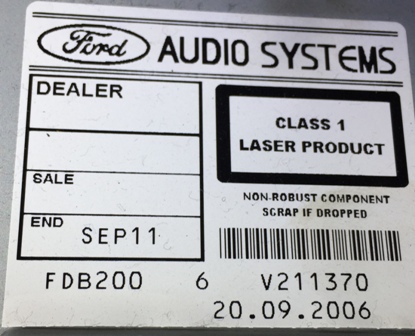 Ford AUDIO SYSTEMS
DEALER
CLASS 1
LASER PRODUCT
SALE
NON-ROBUST COMPONENT
SCRAP IF DROPPED
END SEP11
FDB200 6 V211370
20.09.2006